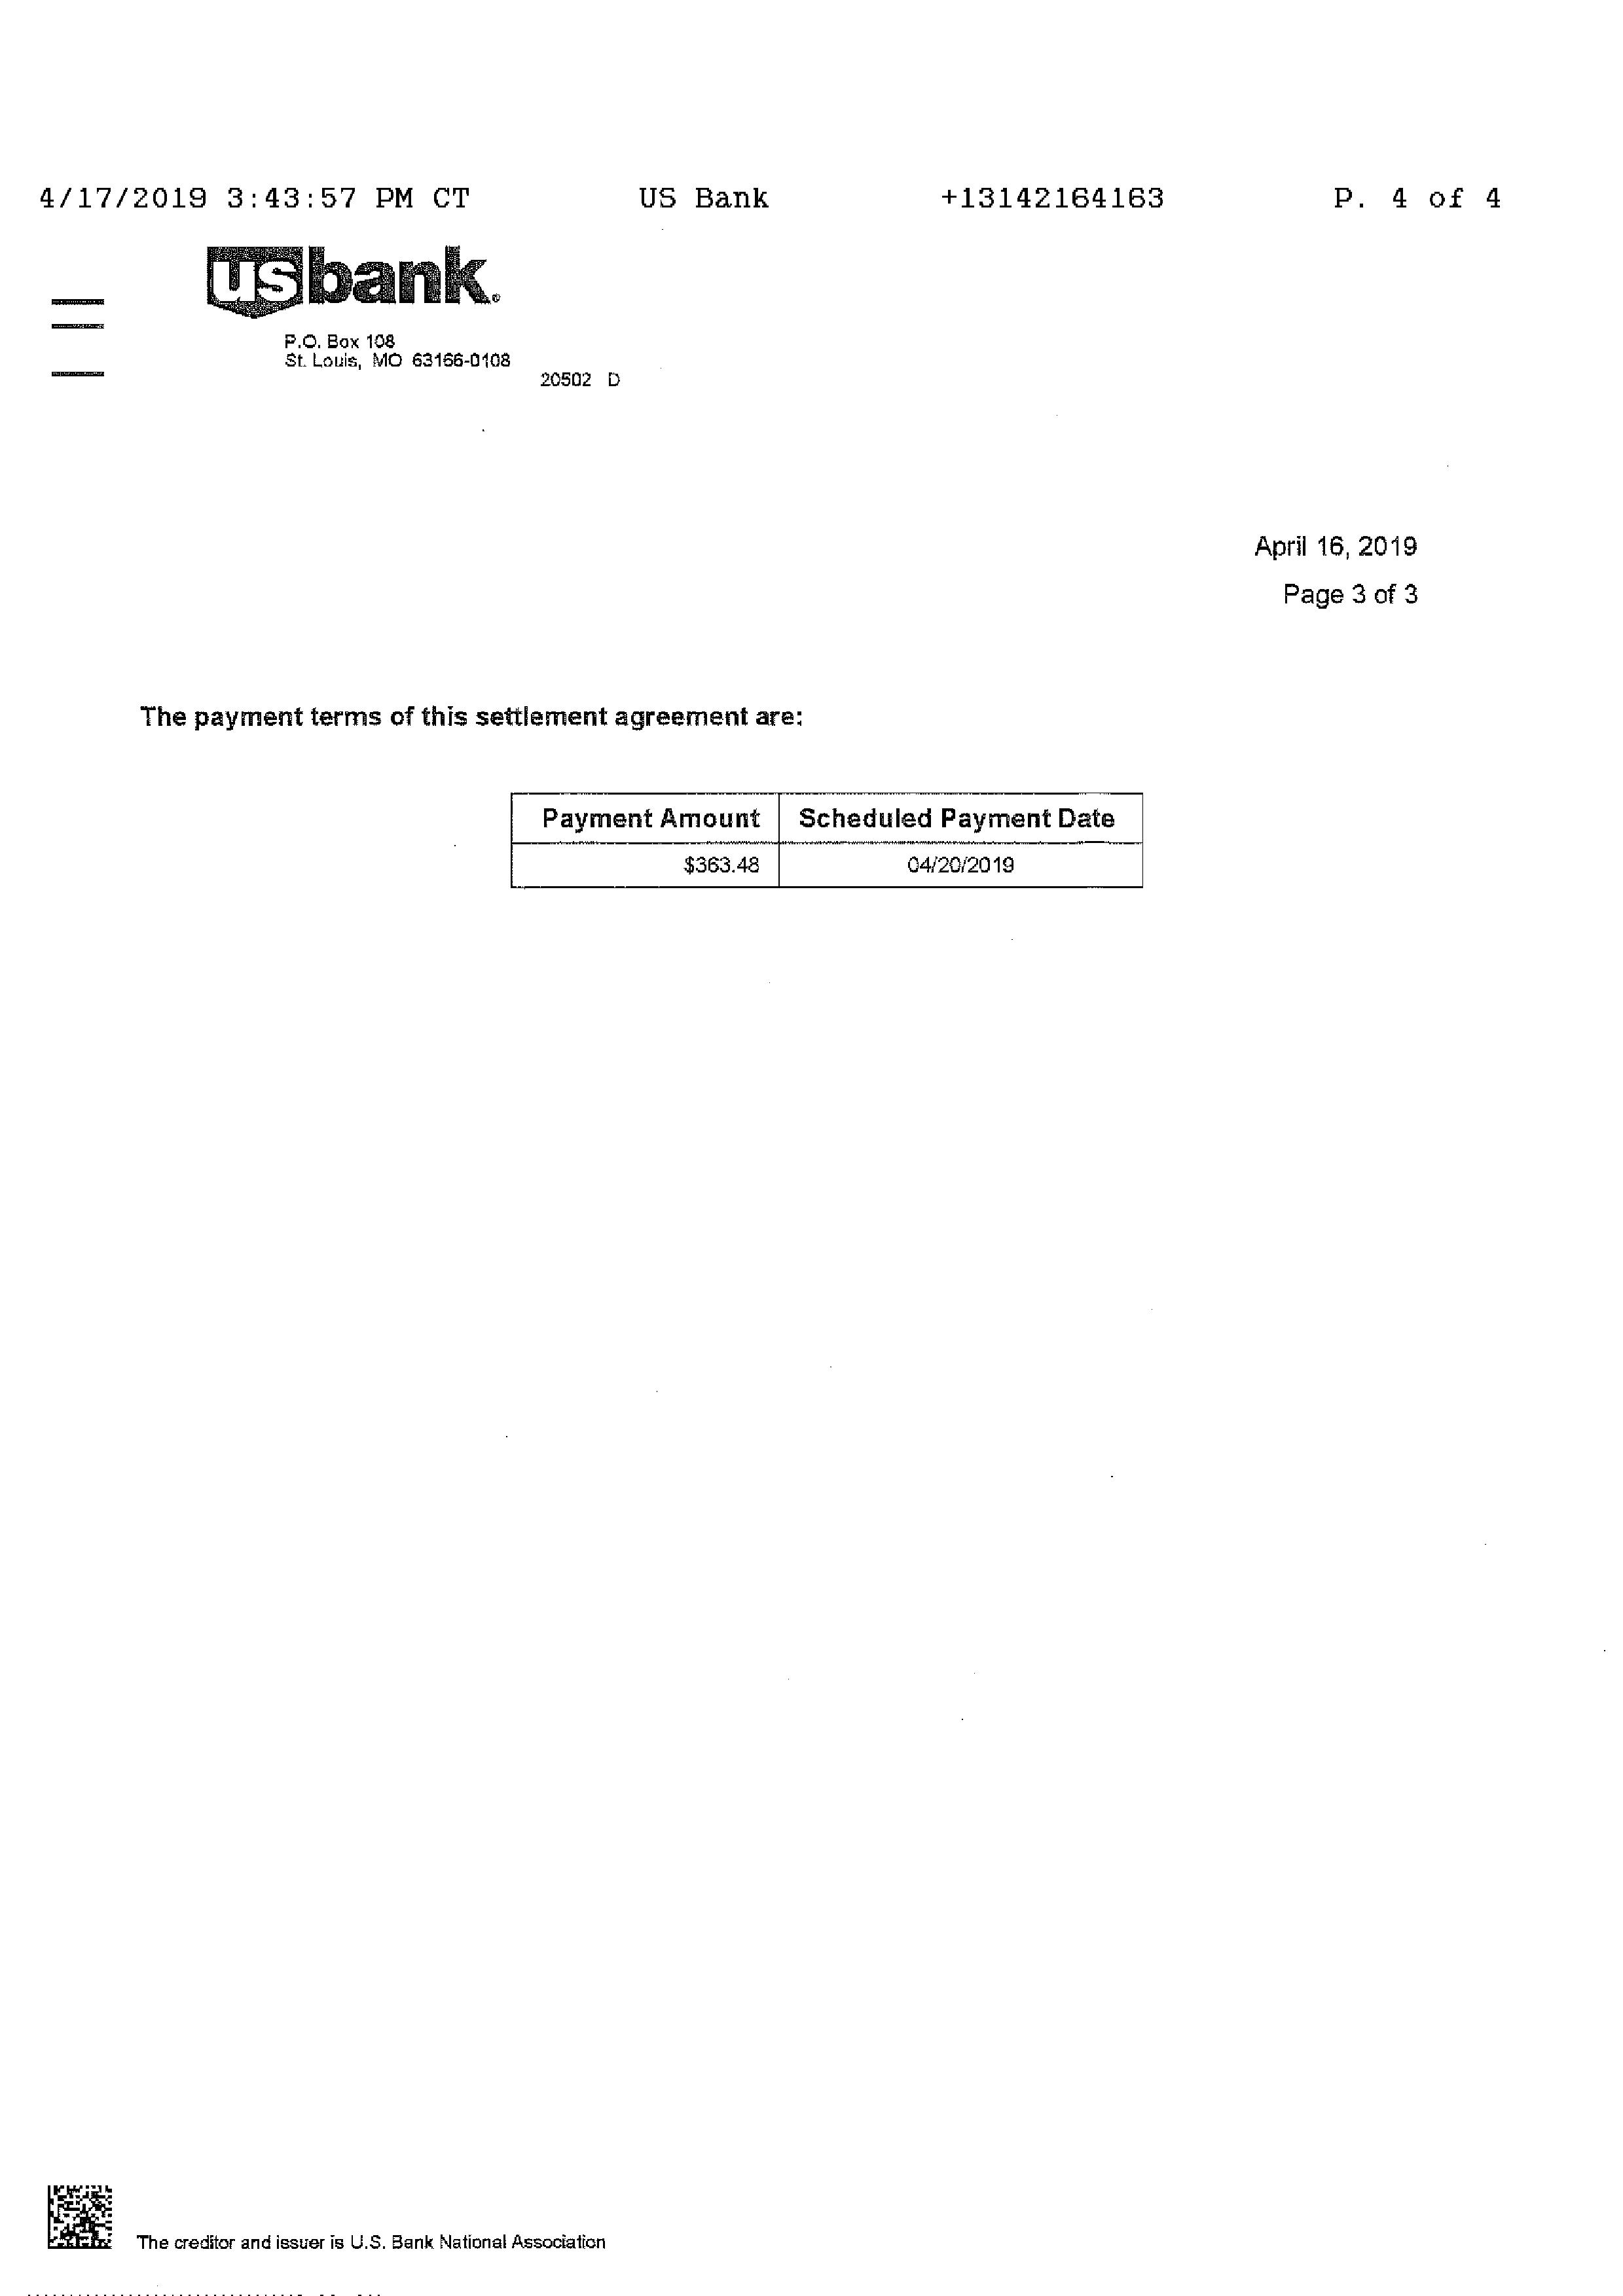 4/17/2019 3:43:57 PM CT US Bank +13142164163 P. 4 of 4
usbank.
P.O. Box 108
St. Louis, MO 63166-0108
20502 D
April 16, 2019
Page 3 of 3
The payment terms of this settlement agreement are:
Payment Amount Scheduled Payment Date
$363.48 04/20/2019
The creditor and issuer is U.S. Bank National Association